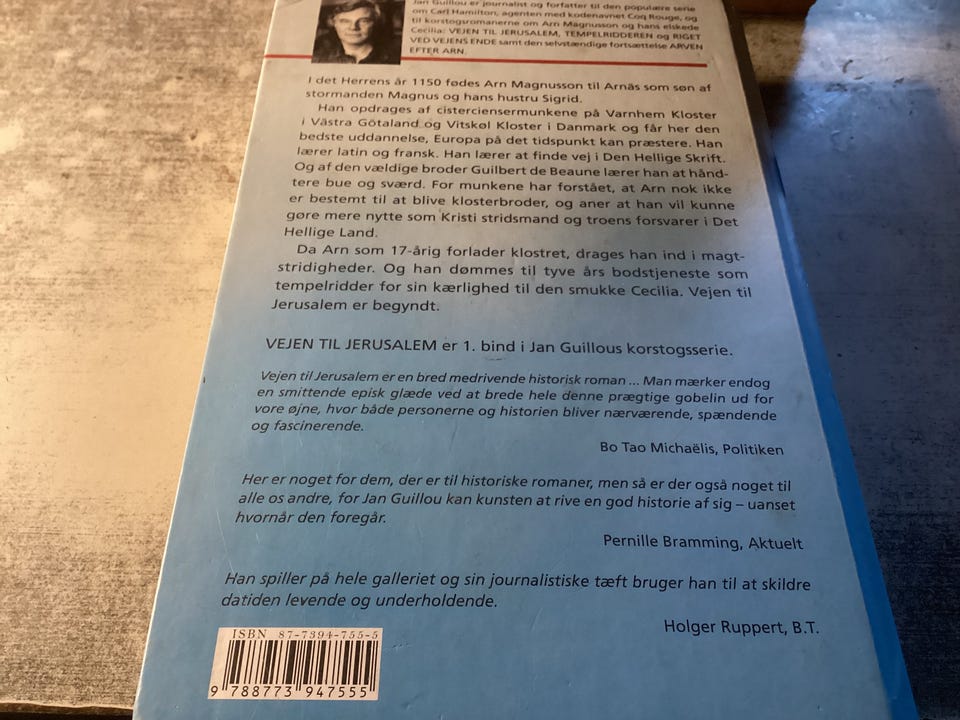 Jan Guillou er journalist og forfatter til den populære serie
om Carl Hamilton, agenten med kodenavnet Coq Rouge, og
til korstogsromanerne om Arn Magnusson og hans elskede
Cecilia: VEJEN TIL JERUSALEM, TEMPELRIDDEREN og RIGET
VED VEJENS ENDE samt den selvstændige fortsættelse ARVEN
EFTER ARN.
I det Herrens år 1150 fødes Arn Magnusson til Arnäs som søn af
stormanden Magnus og hans hustru Sigrid.
Han opdrages af cisterciensermunkene på Varnhem Kloster
i Västra Götaland og Vitskøl Kloster i Danmark og får her den
bedste uddannelse, Europa på det tidspunkt kan præstere. Han
lærer latin og fransk. Han lærer at finde vej i Den Hellige Skrift.
Og af den vældige broder Guilbert de Beaune lærer han at hånd-
tere bue og sværd. For munkene har forstået, at Arn nok ikke
er bestemt til at blive klosterbroder, og aner at han vil kunne
gøre mere nytte som Kristi stridsmand og troens forsvarer i Det
Hellige Land.
Da Arn som 17-årig forlader klostret, drages han ind i magt-
stridigheder. Og han dømmes til tyve års bodstjeneste som
tempelridder for sin kærlighed til den smukke Cecilia. Vejen til
Jerusalem er begyndt.
VEJEN TIL JERUSALEM er 1. bind i Jan Guillous korstogsserie.
Vejen til Jerusalem er en bred medrivende historisk roman ... Man mærker endog
en smittende episk glæde ved at brede hele denne prægtige gobelin ud for
vore øjne, hvor både personerne og historien bliver nærværende, spændende
og fascinerende.
Bo Tao Michaëlis, Politiken
Her er noget for dem, der er til historiske romaner, men så er der også noget til
alle os andre, for Jan Guillou kan kunsten at rive en god historie af sig – uanset
hvornår den foregår.
Pernille Bramming, Aktuelt
Han spiller på hele galleriet og sin journalistiske tæft bruger han til at skildre
datiden levende og underholdende.
Holger Ruppert, B.T.
ISBN 87-7394-755-5
9 788773 947555